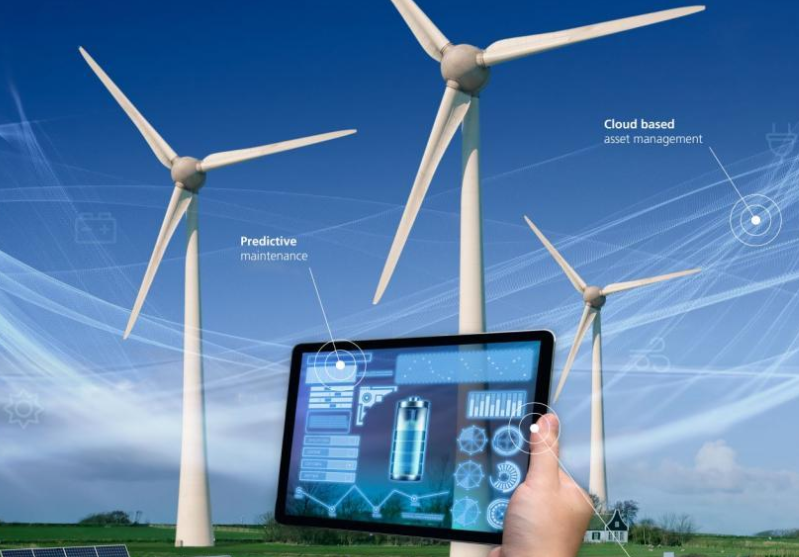 Cloud based
asset management
Predictive
maintenance